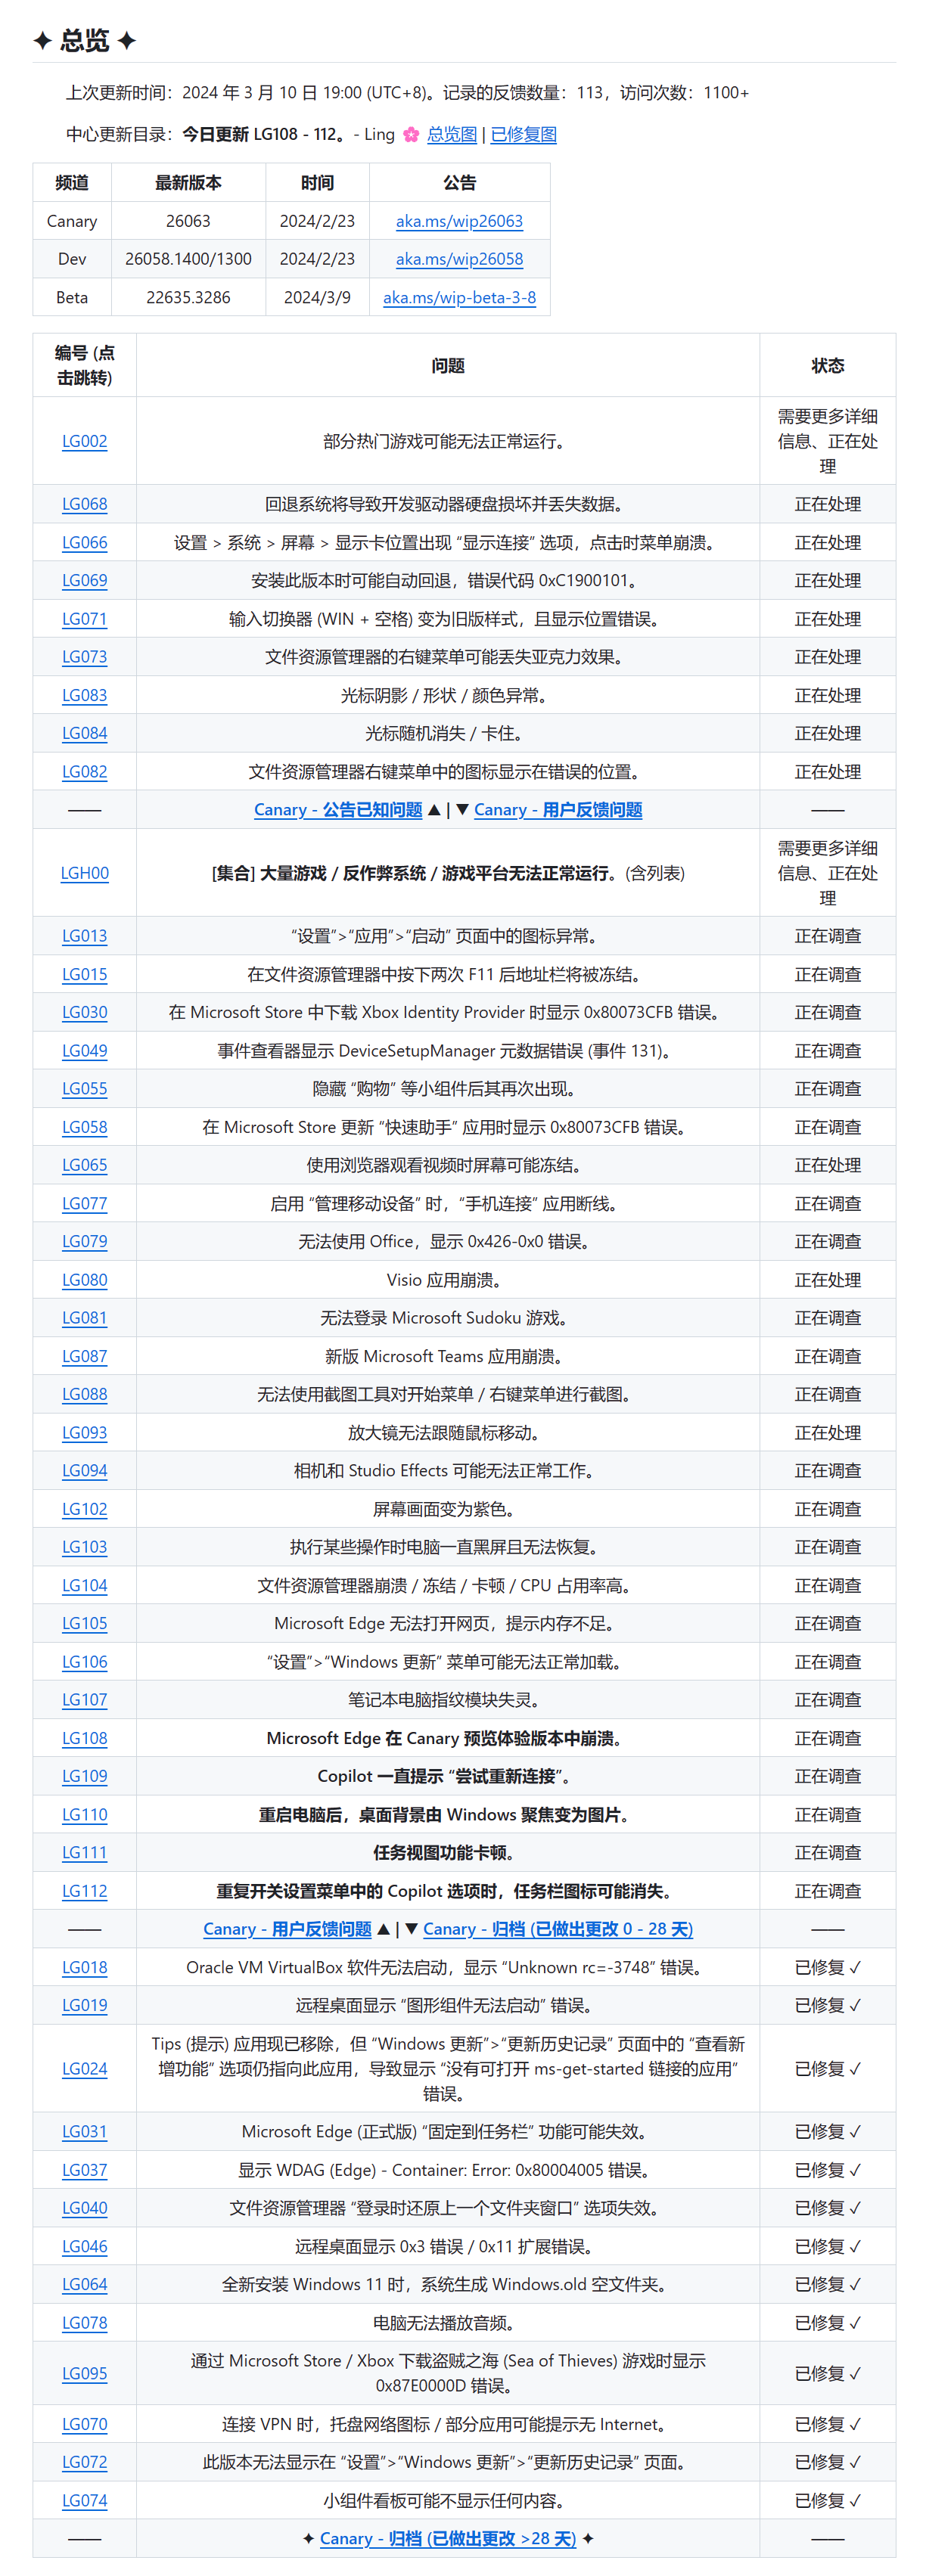 ✦ 总览 ✦
上次更新时间：2024 年 3 月 10 日 19:00 (UTC+8)。记录的反馈数量：113，访问次数：1100+
中心更新目录：今日更新 LG108 - 112。- Ling 🌸 总览图 | 已修复图
频道 最新版本 时间 公告
Canary 26063 2024/2/23 aka.ms/wip26063
Dev 26058.1400/1300 2024/2/23 aka.ms/wip26058
Beta 22635.3286 2024/3/9 aka.ms/wip-beta-3-8
编号 (点
击跳转) 问题 状态
LG002 部分热门游戏可能无法正常运行。 需要更多详细
信息、正在处
理
LG068 回退系统将导致开发驱动器硬盘损坏并丢失数据。 正在处理
LG066 设置 > 系统 > 屏幕 > 显示卡位置出现 “显示连接” 选项，点击时菜单崩溃。 正在处理
LG069 安装此版本时可能自动回退，错误代码 0xC1900101。 正在处理
LG071 输入切换器 (WIN + 空格) 变为旧版样式，且显示位置错误。 正在处理
LG073 文件资源管理器的右键菜单可能丢失亚克力效果。 正在处理
LG083 光标阴影 / 形状 / 颜色异常。 正在处理
LG084 光标随机消失 / 卡住。 正在处理
LG082 文件资源管理器右键菜单中的图标显示在错误的位置。 正在处理
—— Canary - 公告已知问题 ▲ | ▼ Canary - 用户反馈问题 ——
LGH00 [集合] 大量游戏 / 反作弊系统 / 游戏平台无法正常运行。(含列表) 需要更多详细
信息、正在处
理
LG013 “设置”>“应用”>“启动” 页面中的图标异常。 正在调查
LG015 在文件资源管理器中按下两次 F11 后地址栏将被冻结。 正在调查
LG030 在 Microsoft Store 中下载 Xbox Identity Provider 时显示 0x80073CFB 错误。 正在调查
LG049 事件查看器显示 DeviceSetupManager 元数据错误 (事件 131)。 正在调查
LG055 隐藏 “购物” 等小组件后其再次出现。 正在调查
LG058 在 Microsoft Store 更新 “快速助手” 应用时显示 0x80073CFB 错误。 正在调查
LG065 使用浏览器观看视频时屏幕可能冻结。 正在处理
LG077 启用 “管理移动设备” 时，“手机连接” 应用断线。 正在调查
LG079 无法使用 Office，显示 0x426-0x0 错误。 正在调查
LG080 Visio 应用崩溃。 正在处理
LG081 无法登录 Microsoft Sudoku 游戏。 正在调查
LG087 新版 Microsoft Teams 应用崩溃。 正在调查
LG088 无法使用截图工具对开始菜单 / 右键菜单进行截图。 正在调查
LG093 放大镜无法跟随鼠标移动。 正在处理
LG094 相机和 Studio Effects 可能无法正常工作。 正在调查
LG102 屏幕画面变为紫色。 正在调查
LG103 执行某些操作时电脑一直黑屏且无法恢复。 正在调查
LG104 文件资源管理器崩溃 / 冻结 / 卡顿 / CPU 占用率高。 正在调查
LG105 Microsoft Edge 无法打开网页，提示内存不足。 正在调查
LG106 “设置”>“Windows 更新” 菜单可能无法正常加载。 正在调查
LG107 笔记本电脑指纹模块失灵。 正在调查
LG108 Microsoft Edge 在 Canary 预览体验版本中崩溃。 正在调查
LG109 Copilot 一直提示 “尝试重新连接”。 正在调查
LG110 重启电脑后，桌面背景由 Windows 聚焦变为图片。 正在调查
LG111 任务视图功能卡顿。 正在调查
LG112 重复开关设置菜单中的 Copilot 选项时，任务栏图标可能消失。 正在调查
—— Canary - 用户反馈问题 ▲ | ▼ Canary - 归档 (已做出更改 0 - 28 天) ——
LG018 Oracle VM VirtualBox 软件无法启动，显示 “Unknown rc=-3748” 错误。 已修复 ✓
LG019 远程桌面显示 “图形组件无法启动” 错误。 已修复 ✓
LG024 Tips (提示) 应用现已移除，但 “Windows 更新”>“更新历史记录” 页面中的 “查看新
增功能” 选项仍指向此应用，导致显示 “没有可打开 ms-get-started 链接的应用”
错误。 已修复 ✓
LG031 Microsoft Edge (正式版) “固定到任务栏” 功能可能失效。 已修复 ✓
LG037 显示 WDAG (Edge) - Container: Error: 0x80004005 错误。 已修复 ✓
LG040 文件资源管理器 “登录时还原上一个文件夹窗口” 选项失效。 已修复 ✓
LG046 远程桌面显示 0x3 错误 / 0x11 扩展错误。 已修复 ✓
LG064 全新安装 Windows 11 时，系统生成 Windows.old 空文件夹。 已修复 ✓
LG078 电脑无法播放音频。 已修复 ✓
LG095 通过 Microsoft Store / Xbox 下载盗贼之海 (Sea of Thieves) 游戏时显示
0x87E0000D 错误。 已修复 ✓
LG070 连接 VPN 时，托盘网络图标 / 部分应用可能提示无 Internet。 已修复 ✓
LG072 此版本无法显示在 “设置”>“Windows 更新”>“更新历史记录” 页面。 已修复 ✓
LG074 小组件看板可能不显示任何内容。 已修复 ✓
—— ✦ Canary - 归档 (已做出更改 >28 天) ✦ ——